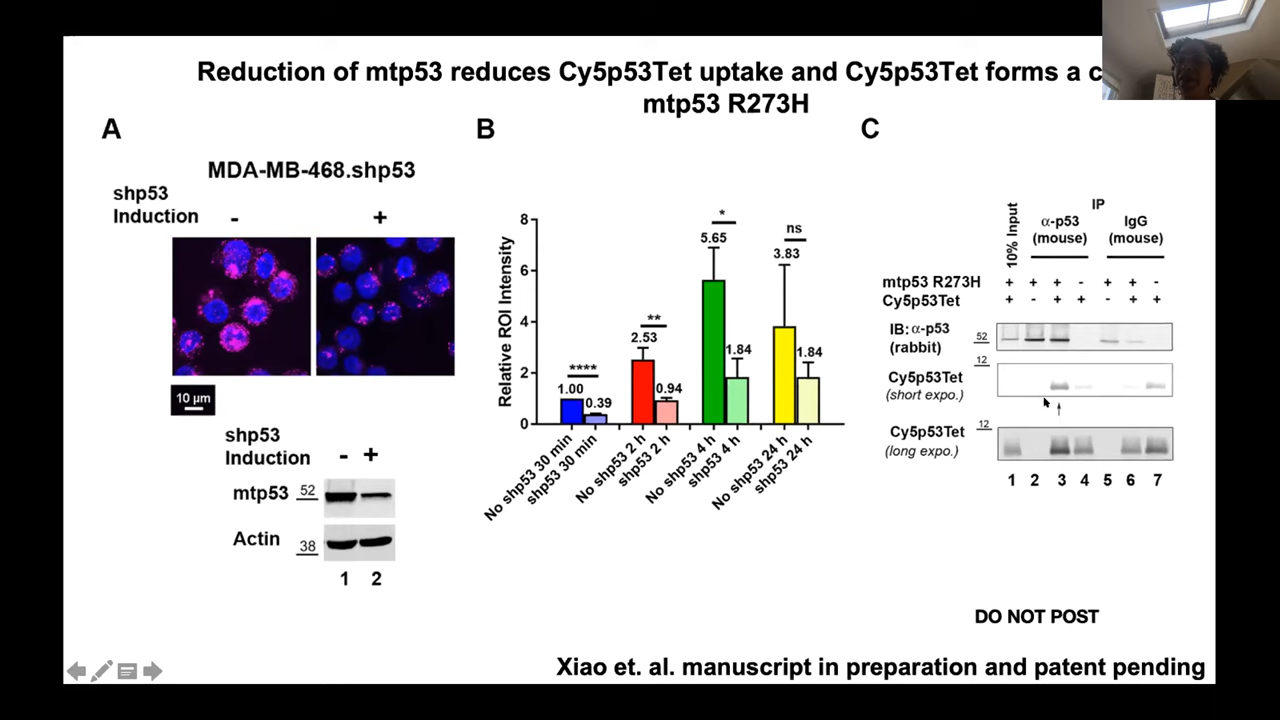 Reduction of mtp53 reduces Cy5p53Tet uptake and Cy5p53Tet forms a c
mtp53 R273H
A
MDA-MB-468.shp53
shp53
Induction - +
10 µm
shp53
Induction - +
mtp53 52
Actin 38
1 2
B
Relative ROI Intensity
8
6
4
2
0
**** 1.00 0.39
** 2.53 0.94
* 5.65 1.84
ns 3.83 1.84
No shp53 30 min
shp53 30 min
No shp53 2 h
shp53 2 h
No shp53 4 h
shp53 4 h
No shp53 24 h
shp53 24 h
C
IP
10% Input
α-p53
(mouse)
IgG
(mouse)
mtp53 R273H + + + - + + -
Cy5p53Tet + - + + - + +
IB: α-p53
(rabbit)
52
12
Cy5p53Tet
(short expo.)
Cy5p53Tet
(long expo.)
12
1 2 3 4 5 6 7
DO NOT POST
Xiao et. al. manuscript in preparation and patent pending